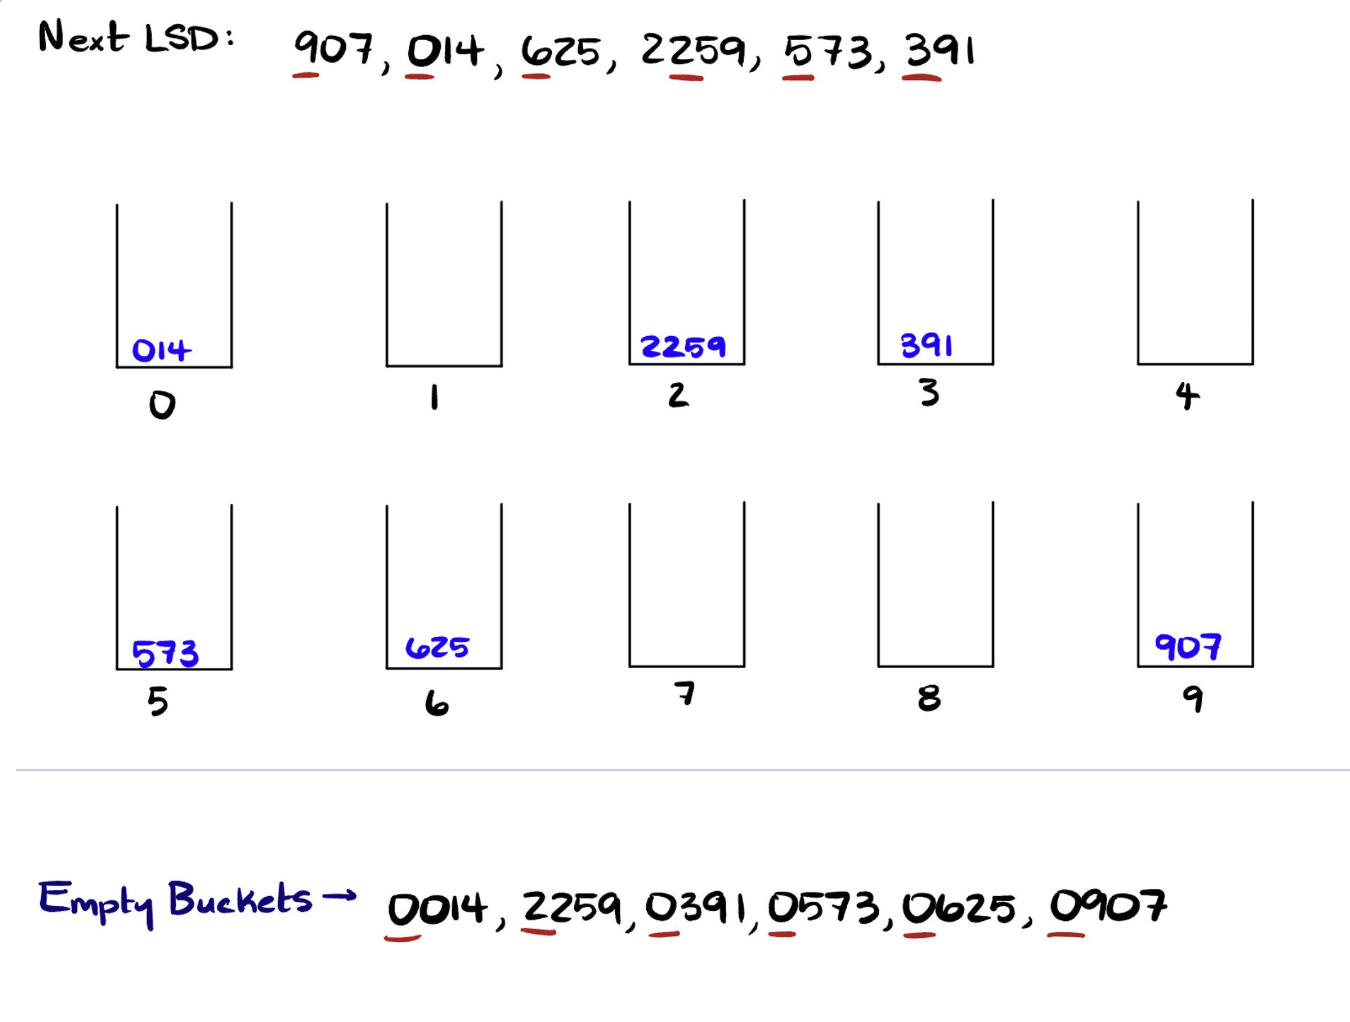 Next LSD: 907, 014, 625, 2259, 573, 391
014 2259 391
0 1 2 3 4
573 625 907
5 6 7 8 9
Empty Buckets → 0014, 2259, 0391, 0573, 0625, 0907